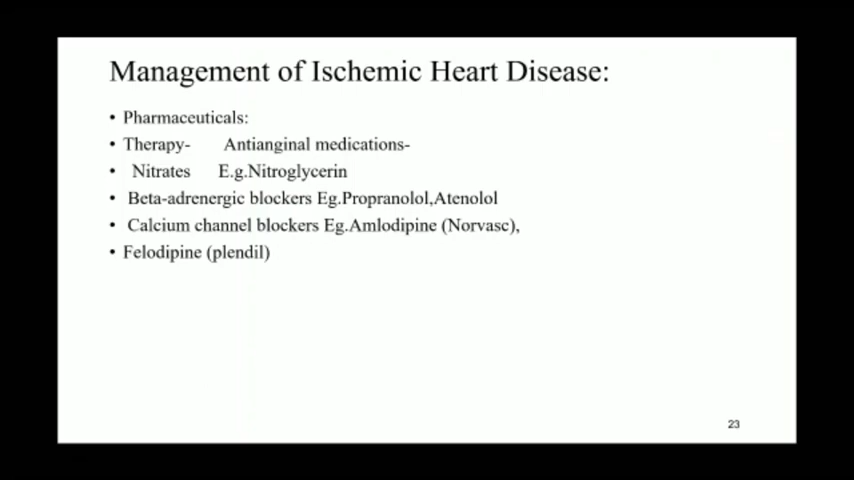 Management of Ischemic Heart Disease:
• Pharmaceuticals:
• Therapy- Antianginal medications-
• Nitrates E.g.Nitroglycerin
• Beta-adrenergic blockers Eg.Propranolol,Atenolol
• Calcium channel blockers Eg.Amlodipine (Norvasc),
• Felodipine (plendil)
23